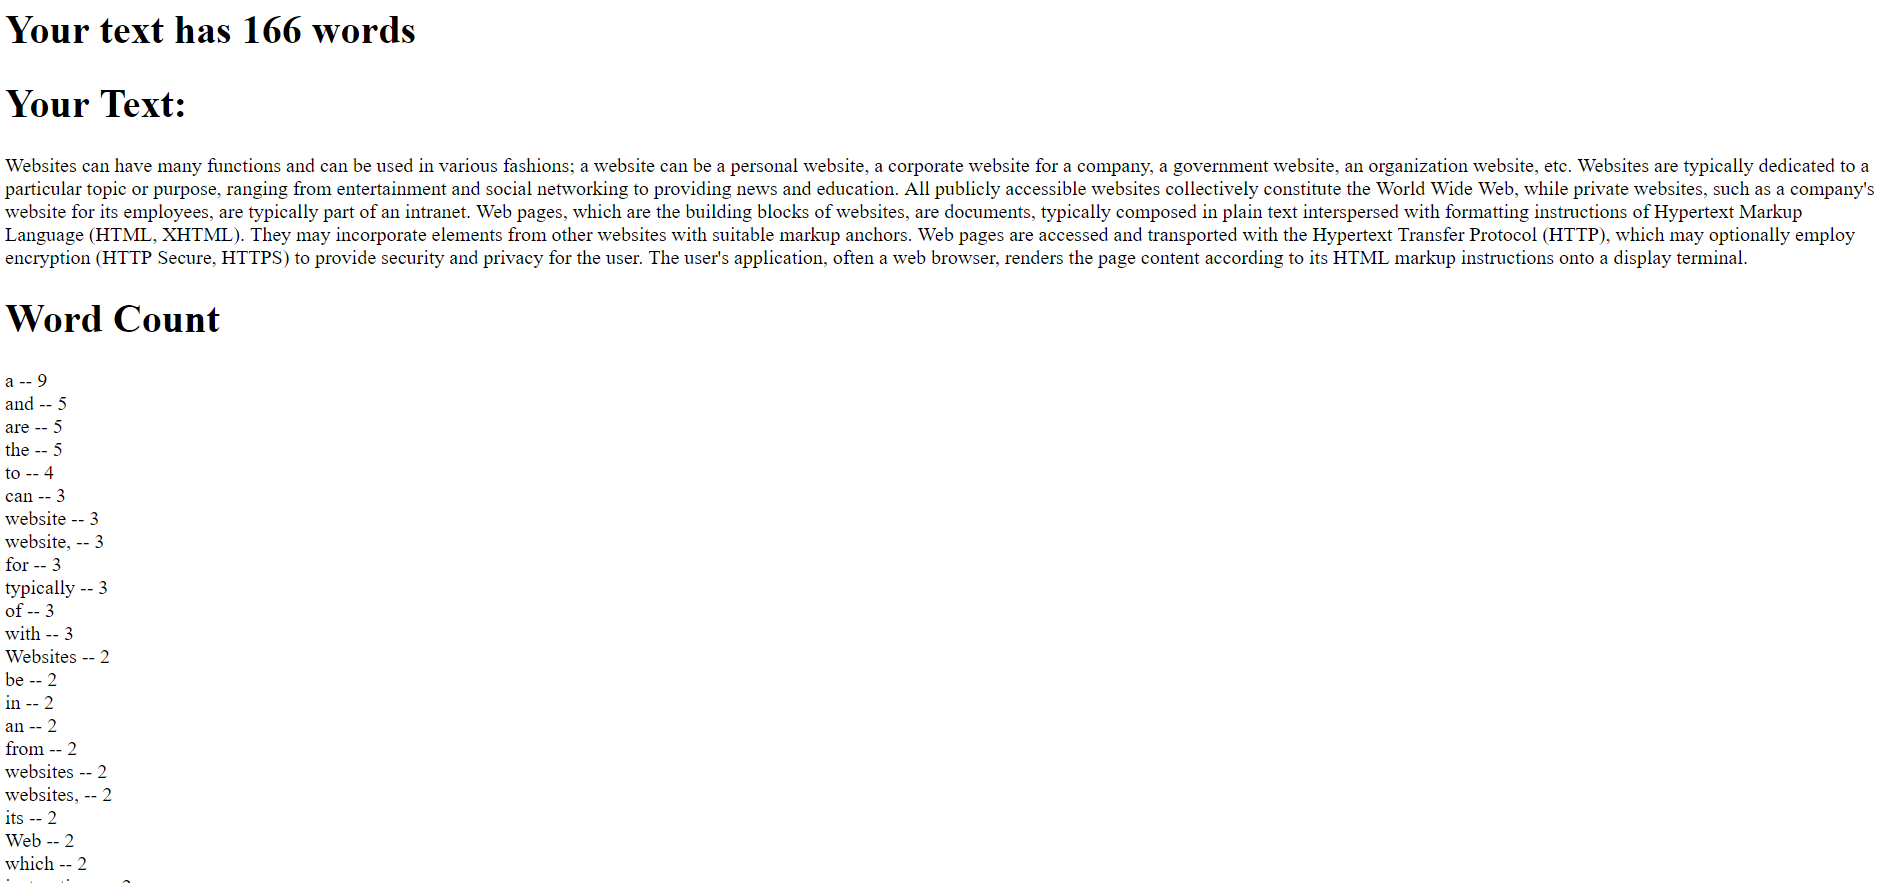 Your text has 166 words
Your Text:
Websites can have many functions and can be used in various fashions; a website can be a personal website, a corporate website for a company, a government website, an organization website, etc. Websites are typically dedicated to a
particular topic or purpose, ranging from entertainment and social networking to providing news and education. All publicly accessible websites collectively constitute the World Wide Web, while private websites, such as a company's
website for its employees, are typically part of an intranet. Web pages, which are the building blocks of websites, are documents, typically composed in plain text interspersed with formatting instructions of Hypertext Markup
Language (HTML, XHTML). They may incorporate elements from other websites with suitable markup anchors. Web pages are accessed and transported with the Hypertext Transfer Protocol (HTTP), which may optionally employ
encryption (HTTP Secure, HTTPS) to provide security and privacy for the user. The user's application, often a web browser, renders the page content according to its HTML markup instructions onto a display terminal.
Word Count
a -- 9
and -- 5
are -- 5
the -- 5
to -- 4
can -- 3
website -- 3
website, -- 3
for -- 3
typically -- 3
of -- 3
with -- 3
Websites -- 2
be -- 2
in -- 2
an -- 2
from -- 2
websites -- 2
websites, -- 2
its -- 2
Web -- 2
which -- 2